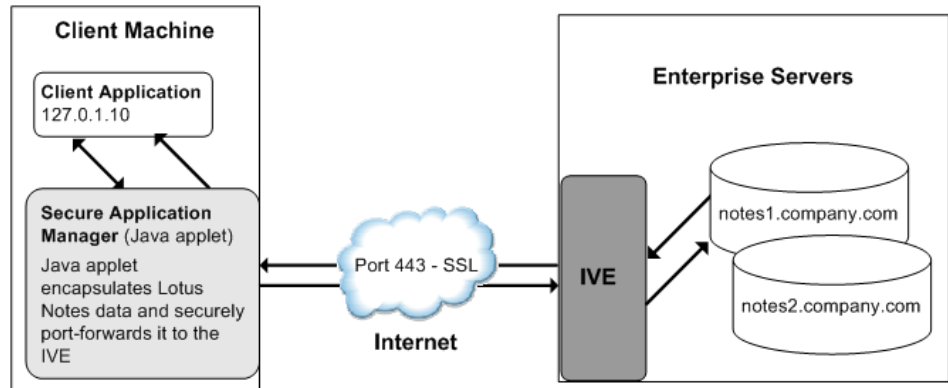 Client Machine
Client Application
127.0.1.10
Secure Application
Manager (Java applet)
Java applet
encapsulates Lotus
Notes data and securely
port-forwards it to the
IVE
Port 443 - SSL
Internet
Enterprise Servers
IVE
notes1.company.com
notes2.company.com